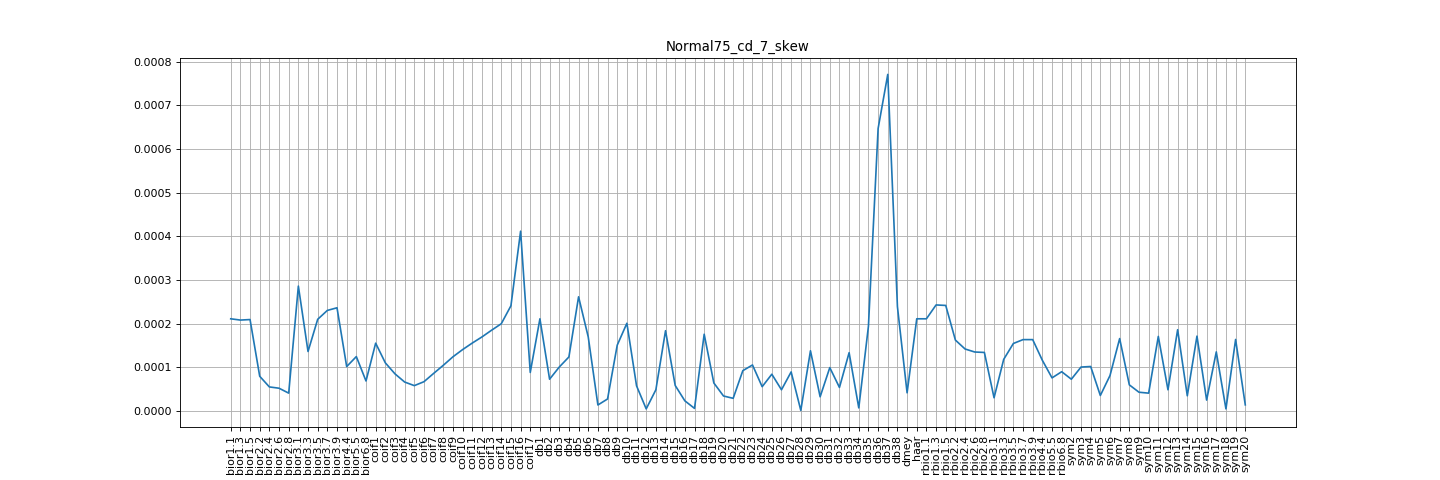 Normal75_cd_7_skew
0.0008
0.0007
0.0006
0.0005
0.0004
0.0003
0.0002
0.0001
0.0000
bior1.1
bior1.3
bior1.5
bior2.2
bior2.4
bior2.6
bior2.8
bior3.1
bior3.3
bior3.5
bior3.7
bior3.9
bior4.4
bior5.5
bior6.8
coif1
coif2
coif3
coif4
coif5
coif6
coif7
coif8
coif9
coif10
coif11
coif12
coif13
coif14
coif15
coif16
coif17
db1
db2
db3
db4
db5
db6
db7
db8
db9
db10
db11
db12
db13
db14
db15
db16
db17
db18
db19
db20
db21
db22
db23
db24
db25
db26
db27
db28
db29
db30
db31
db32
db33
db34
db35
db36
db37
db38
dmey
haar
rbio1.1
rbio1.3
rbio1.5
rbio2.2
rbio2.4
rbio2.6
rbio2.8
rbio3.1
rbio3.3
rbio3.5
rbio3.7
rbio3.9
rbio4.4
rbio5.5
rbio6.8
sym2
sym3
sym4
sym5
sym6
sym7
sym8
sym9
sym10
sym11
sym12
sym13
sym14
sym15
sym16
sym17
sym18
sym19
sym20